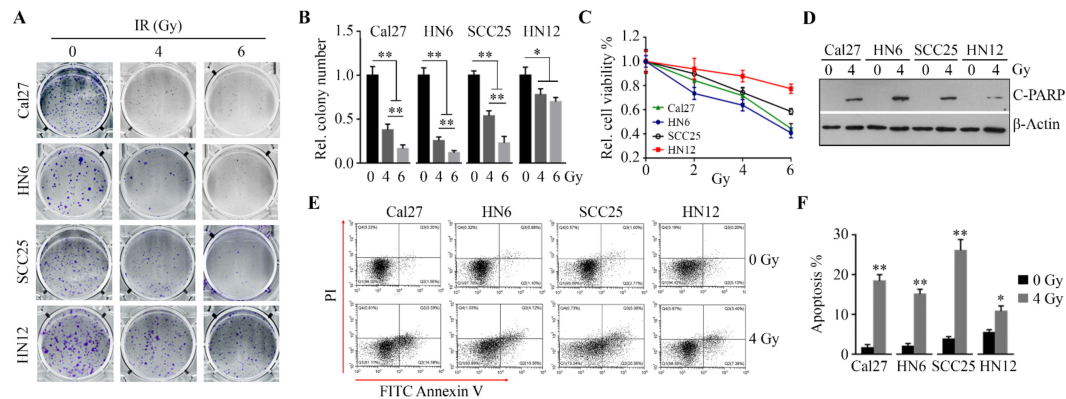 A
IR (Gy)
0 4 6
Cal27
HN6
SCC25
HN12
B
Cal27 HN6 SCC25 HN12
Rel. colony number
1.5
1.0
0.5
0.0
** ** ** *
** ** **
0 4 6 0 4 6 0 4 6 0 4 6 Gy
C
Rel. cell viability %
1.2
1.0
0.8
0.6
0.4
0.2
Cal27
HN6
SCC25
HN12
0 2 4 6
Gy
D
Cal27 HN6 SCC25 HN12
0 4 0 4 0 4 0 4
Gy
C-PARP
β-Actin
E
Cal27 HN6 SCC25 HN12
0 Gy
4 Gy
PI
FITC Annexin V
F
Apoptosis %
30
20
10
0
** ** ** *
0 Gy
4 Gy
Cal27 HN6 SCC25 HN12